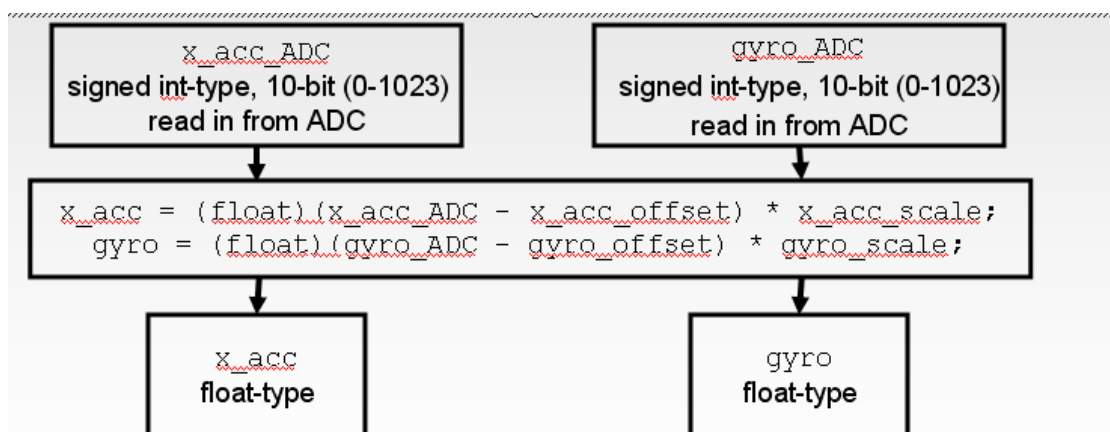 x_acc_ADC
signed int-type, 10-bit (0-1023)
read in from ADC
gyro_ADC
signed int-type, 10-bit (0-1023)
read in from ADC
x_acc = (float)(x_acc_ADC - x_acc_offset) * x_acc_scale;
gyro = (float)(gyro_ADC - gyro_offset) * gyro_scale;
x_acc
float-type
gyro
float-type